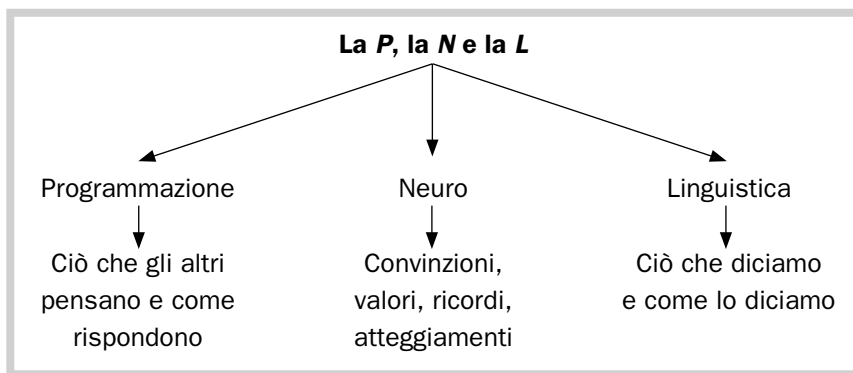 La P, la N e la L
Programmazione
Neuro
Linguistica
Ciò che gli altri
pensano e come
rispondono
Convinzioni,
valori, ricordi,
atteggiamenti
Ciò che diciamo
e come lo diciamo